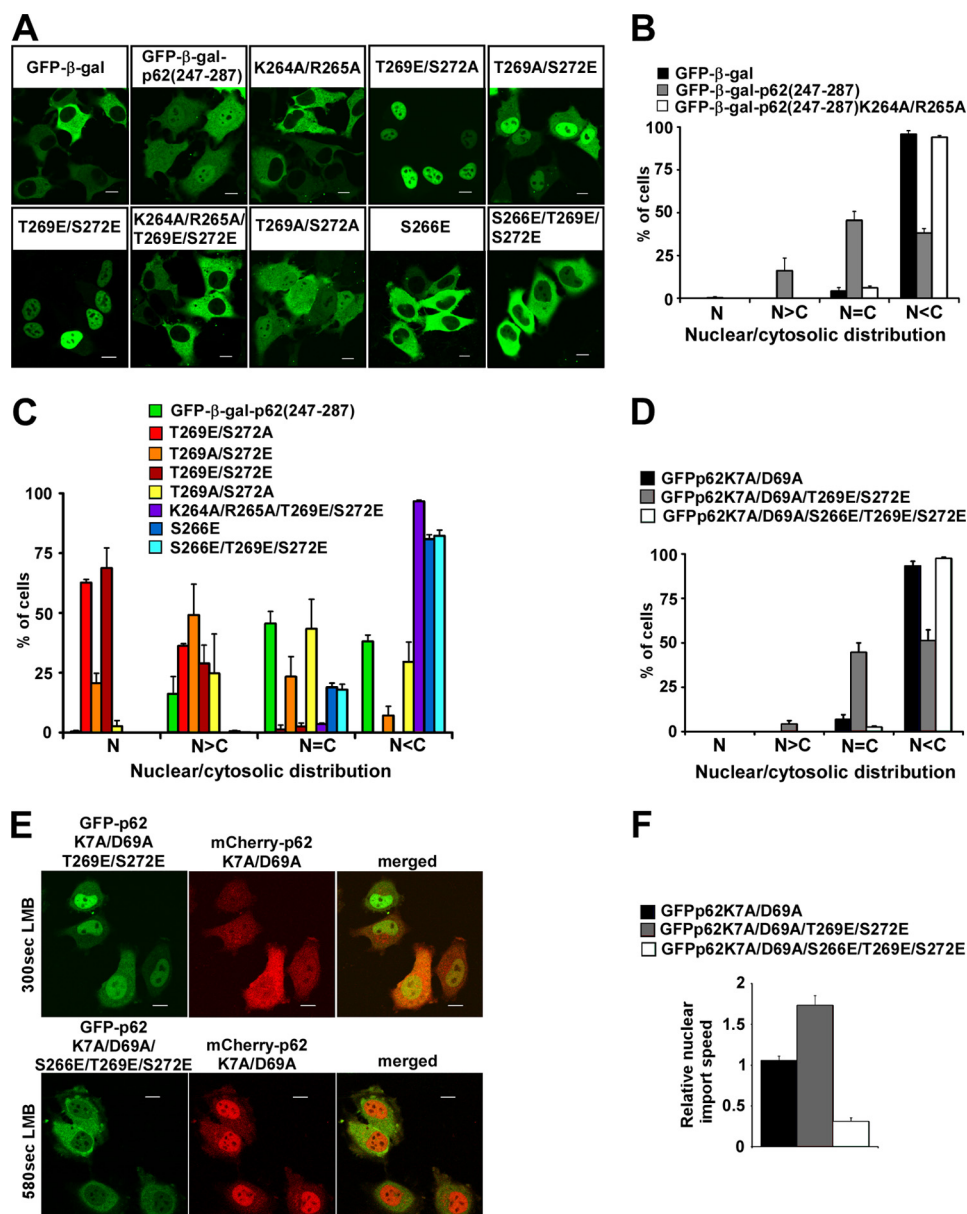 A
GFP-β-gal
GFP-β-gal-
p62(247-287)
K264A/R265A
T269E/S272A
T269A/S272E
T269E/S272E
K264A/R265A/
T269E/S272E
T269A/S272A
S266E
S266E/T269E/
S272E
B
GFP-β-gal
GFP-β-gal-p62(247-287)
GFP-β-gal-p62(247-287)K264A/R265A
% of cells
100
50
0
N
N>C
N=C
N<C
Nuclear/cytosolic distribution
C
GFP-β-gal-p62(247-287)
T269E/S272A
T269A/S272E
T269E/S272E
T269A/S272A
K264A/R265A/T269E/S272E
S266E
S266E/T269E/S272E
% of cells
100
75
50
25
0
N
N>C
N=C
N<C
Nuclear/cytosolic distribution
D
GFPp62K7A/D69A
GFPp62K7A/D69A/T269E/S272E
GFPp62K7A/D69A/S266E/T269E/S272E
% of cells
100
50
0
N
N>C
N=C
N<C
Nuclear/cytosolic distribution
E
GFP-p62
K7A/D69A
T269E/S272E
mCherry-p62
K7A/D69A
merged
300sec LMB
GFP-p62
K7A/D69A/
S266E/T269E/S272E
mCherry-p62
K7A/D69A
merged
580sec LMB
F
GFPp62K7A/D69A
GFPp62K7A/D69A/T269E/S272E
GFPp62K7A/D69A/S266E/T269E/S272E
Relative nuclear
import speed
2
1.5
1
0.5
0